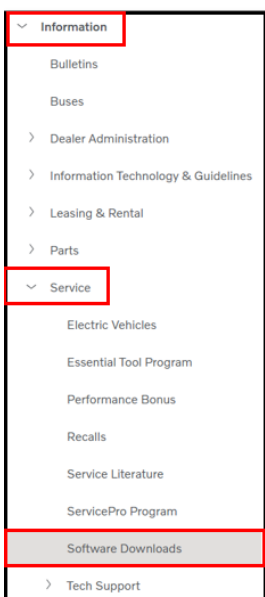 Information
Bulletins
Buses
Dealer Administration
Information Technology & Guidelines
Leasing & Rental
Parts
Service
Electric Vehicles
Essential Tool Program
Performance Bonus
Recalls
Service Literature
ServicePro Program
Software Downloads
Tech Support